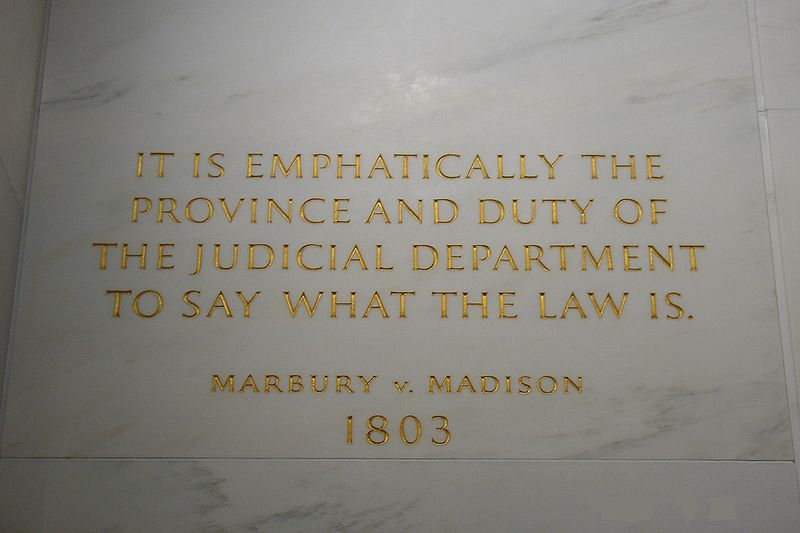 IT IS EMPHATICALLY THE
PROVINCE AND DUTY OF
THE JUDICIAL DEPARTMENT
TO SAY WHAT THE LAW IS.
MARBURY v. MADISON
1803